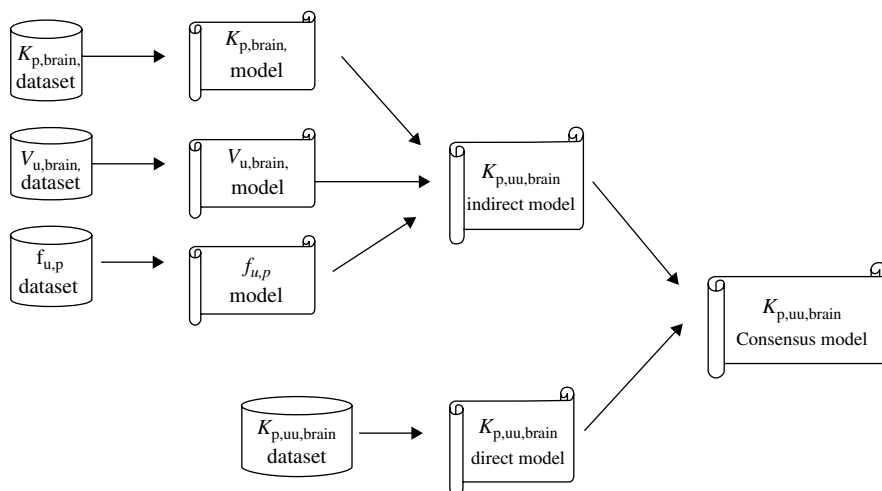 K_p,brain,
dataset
K_p,brain,
model
V_u,brain,
dataset
V_u,brain,
model
f_u,p
dataset
f_u,p
model
K_p,uu,brain
indirect model
K_p,uu,brain
dataset
K_p,uu,brain
direct model
K_p,uu,brain
Consensus model